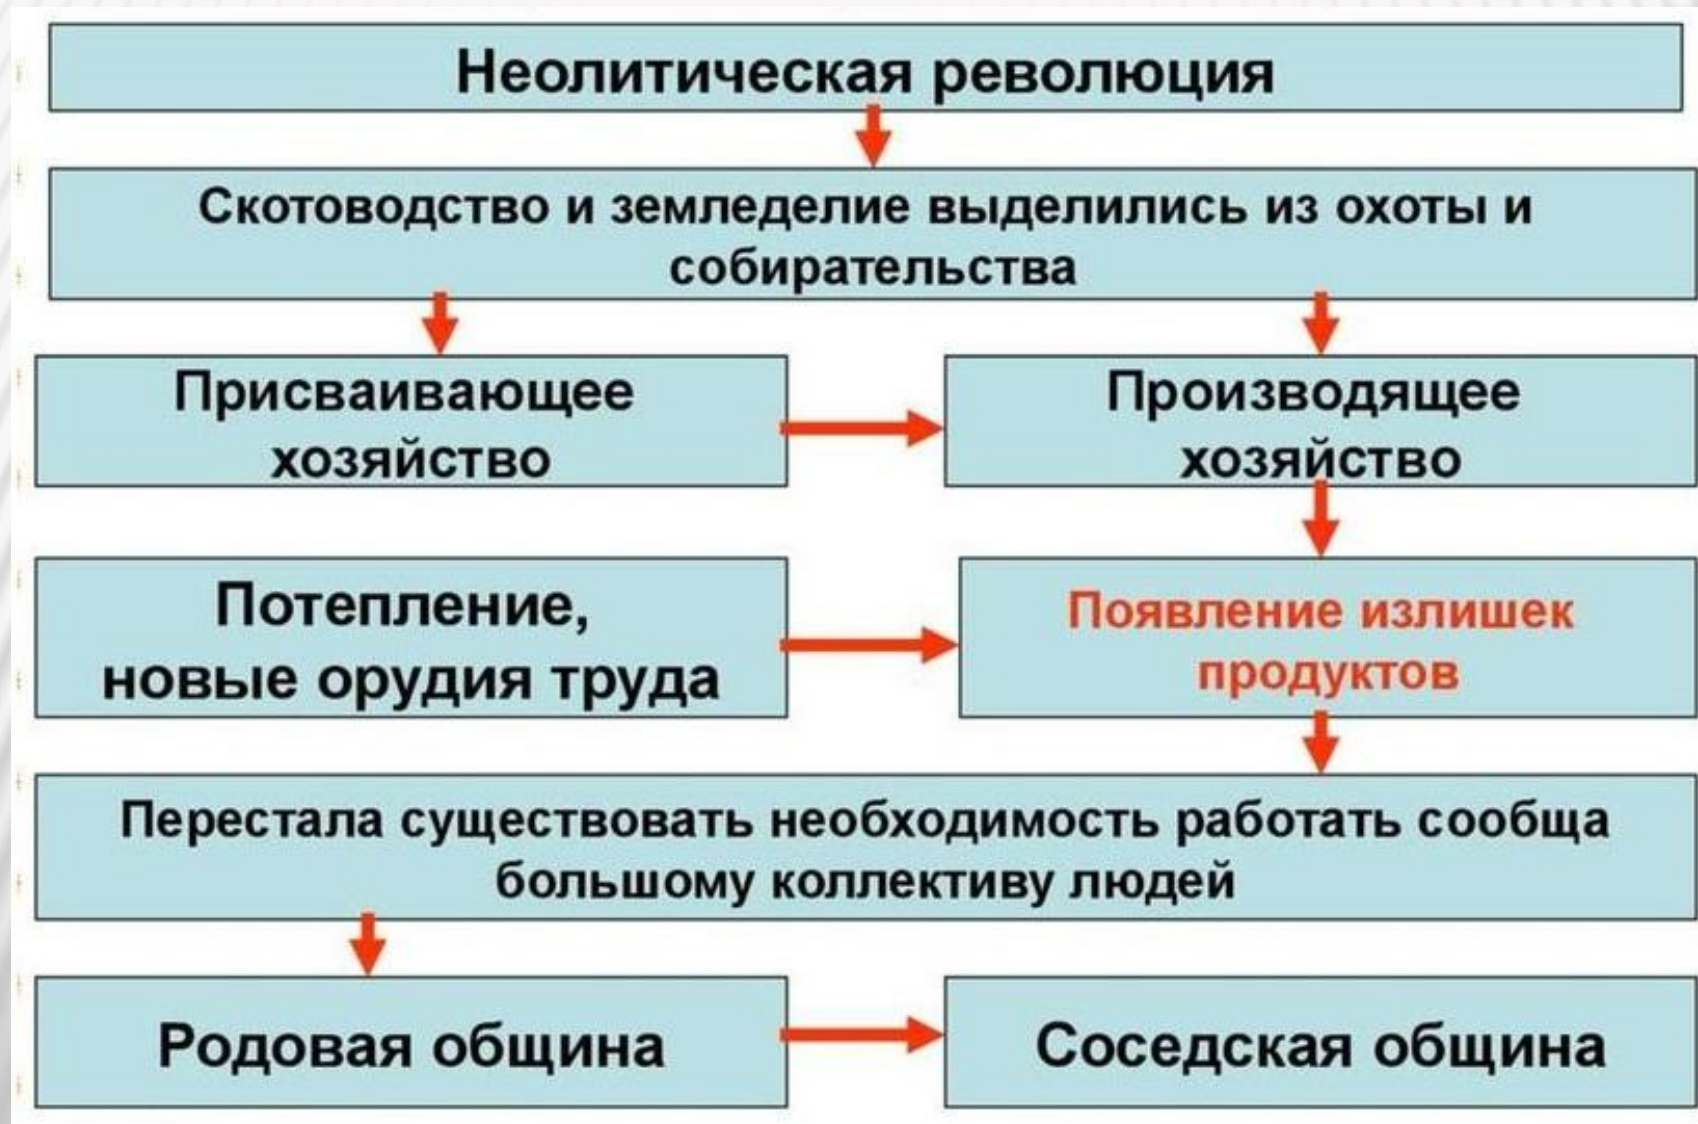 Неолитическая революция
Скотоводство и земледелие выделились из охоты и
собирательства
Присваивающее
хозяйство
Производящее
хозяйство
Потепление,
новые орудия труда
Появление излишек
продуктов
Перестала существовать необходимость работать сообща
большому коллективу людей
Родовая община
Соседская община